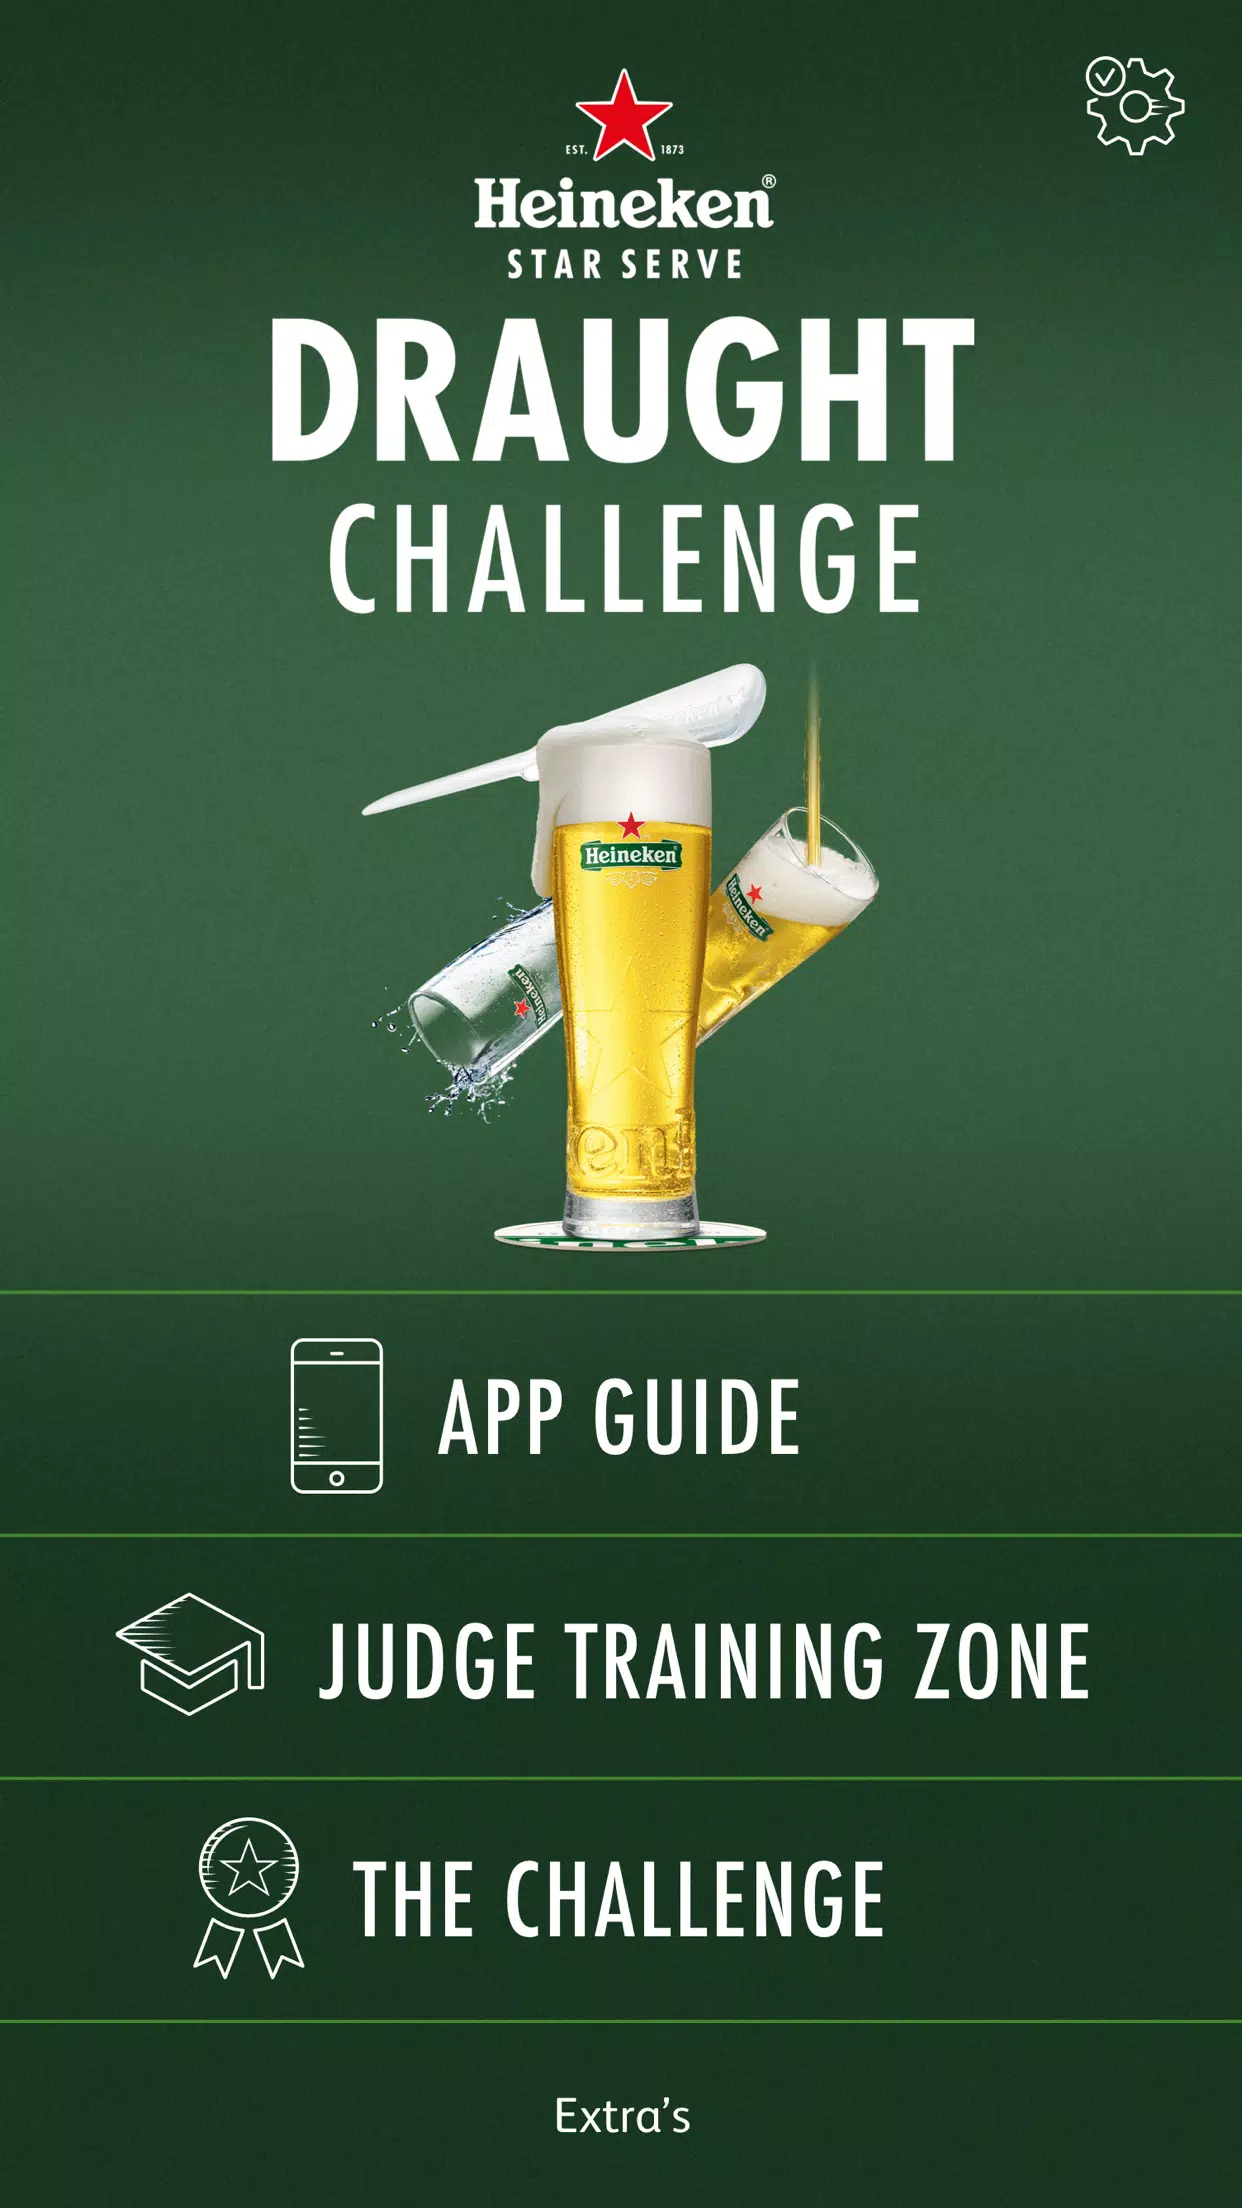 EST. 1873
Heineken®
STAR SERVE
DRAUGHT
CHALLENGE
Heineken
Heineken
Heineken
APP GUIDE
JUDGE TRAINING ZONE
THE CHALLENGE
Extra's